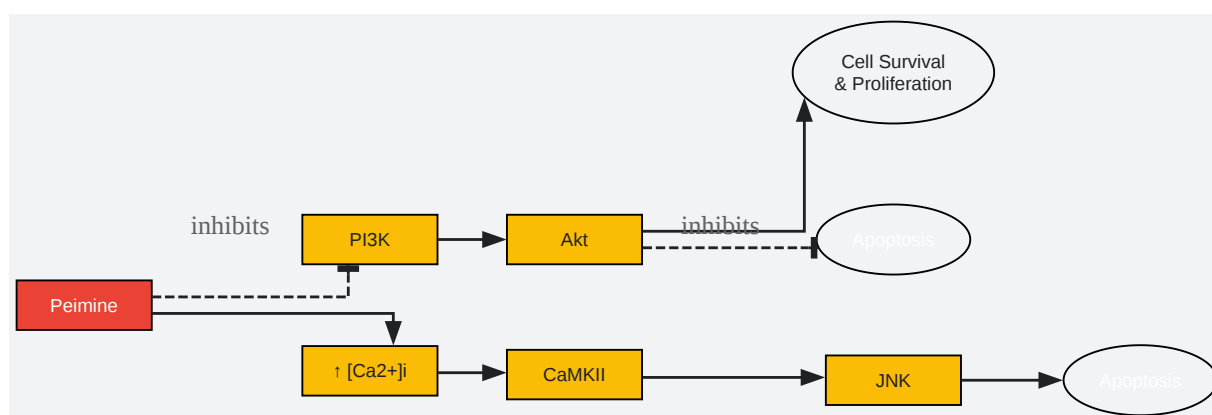 Cell Survival
& Proliferation
inhibits
PI3K
Akt
inhibits
Apoptosis
Peimine
↑ [Ca2+]i
CaMKII
JNK
Apoptosis